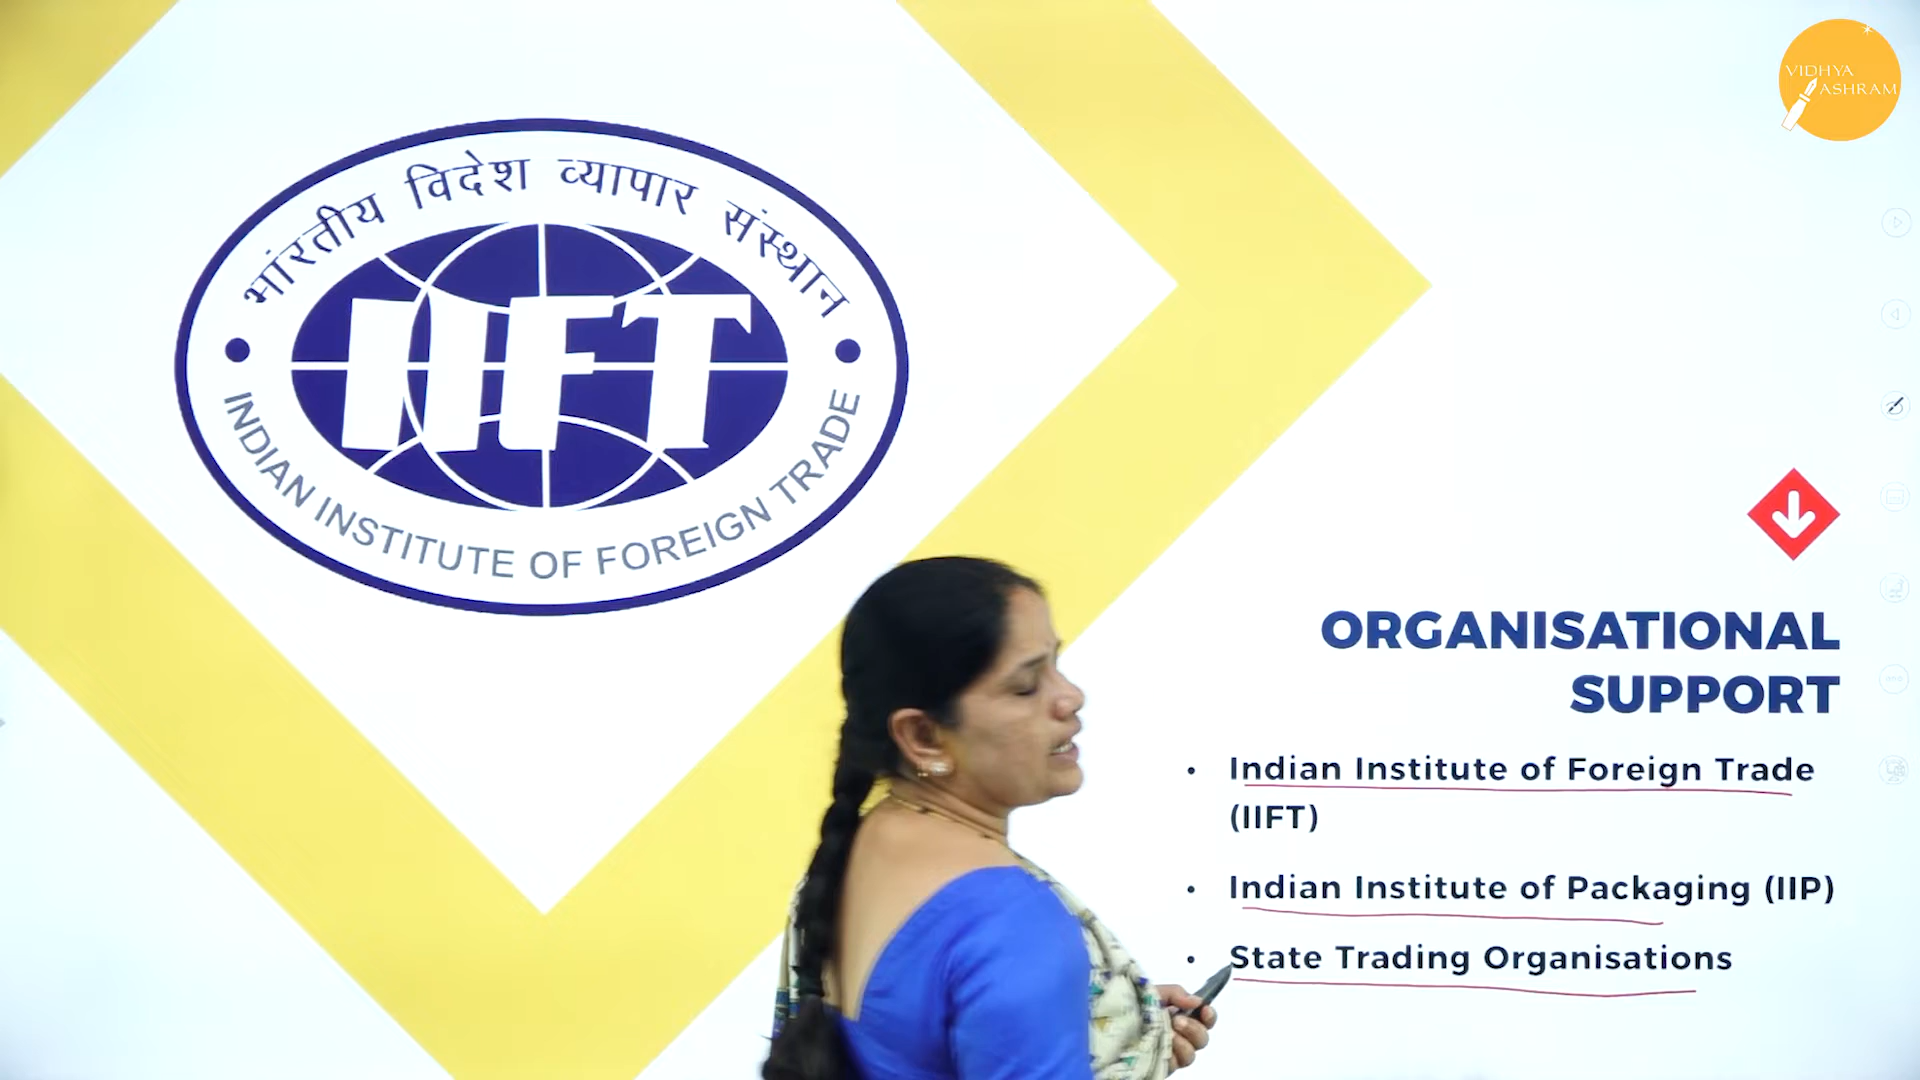 VIDHYA
ASHRAM
भारतीय विदेश व्यापार संस्थान
IIFT
INDIAN INSTITUTE OF FOREIGN TRADE
ORGANISATIONAL
SUPPORT
• Indian Institute of Foreign Trade
(IIFT)
• Indian Institute of Packaging (IIP)
• State Trading Organisations